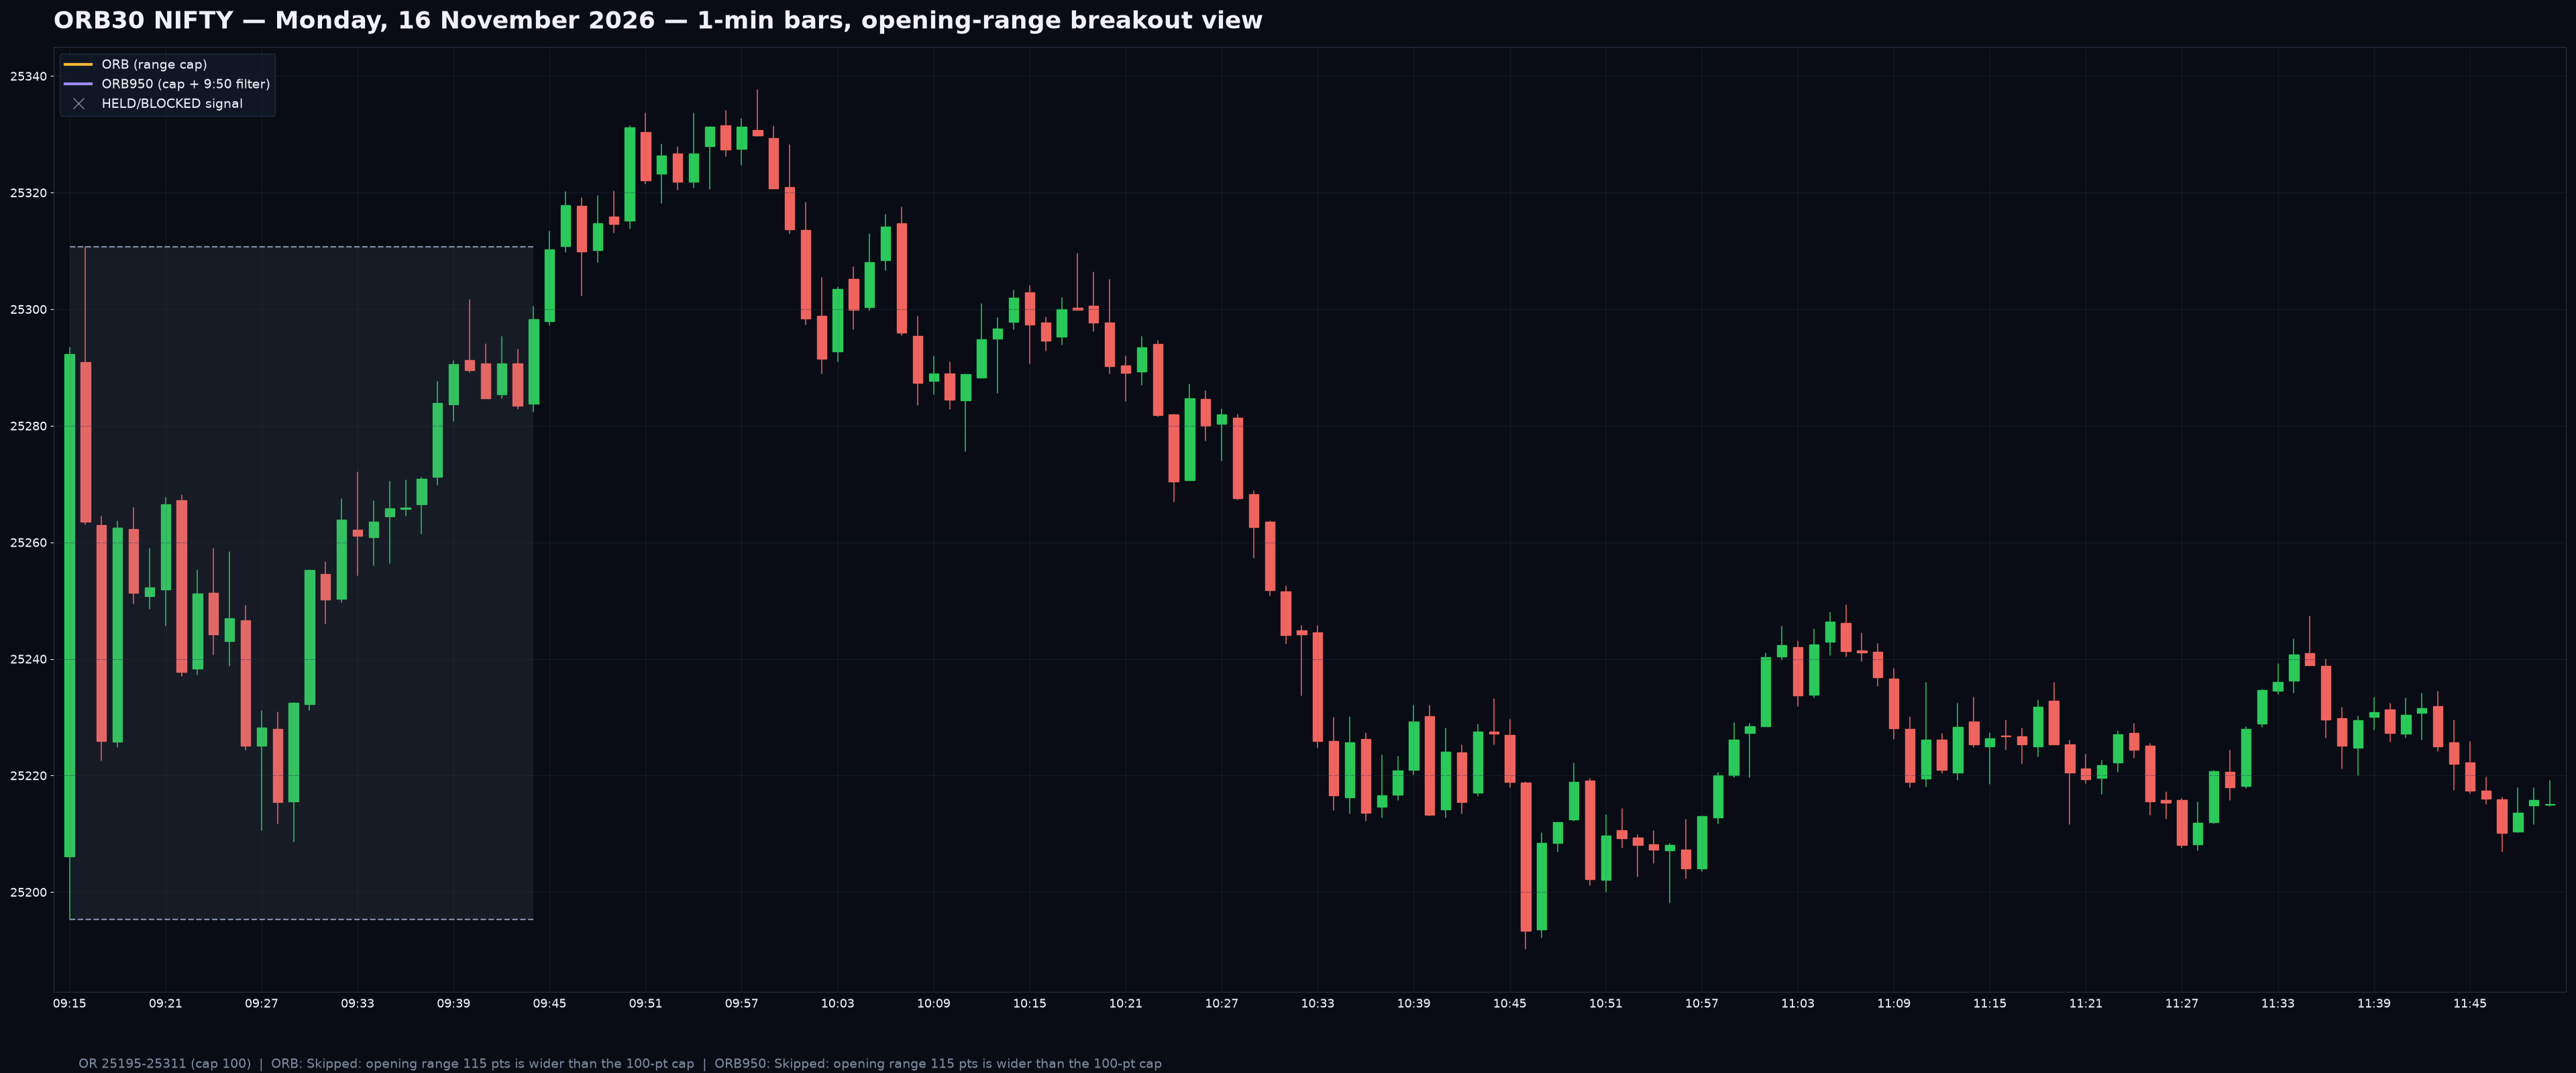 ORB30 NIFTY — Monday, 16 November 2026 — 1-min bars, opening-range breakout view
ORB (range cap)
ORB950 (cap + 9:50 filter)
HELD/BLOCKED signal
25340
25320
25300
25280
25260
25240
25220
25200
09:15 09:21 09:27 09:33 09:39 09:45 09:51 09:57 10:03 10:09 10:15 10:21 10:27 10:33 10:39 10:45 10:51 10:57 11:03 11:09 11:15 11:21 11:27 11:33 11:39 11:45
OR 25195-25311 (cap 100) | ORB: Skipped: opening range 115 pts is wider than the 100-pt cap | ORB950: Skipped: opening range 115 pts is wider than the 100-pt cap